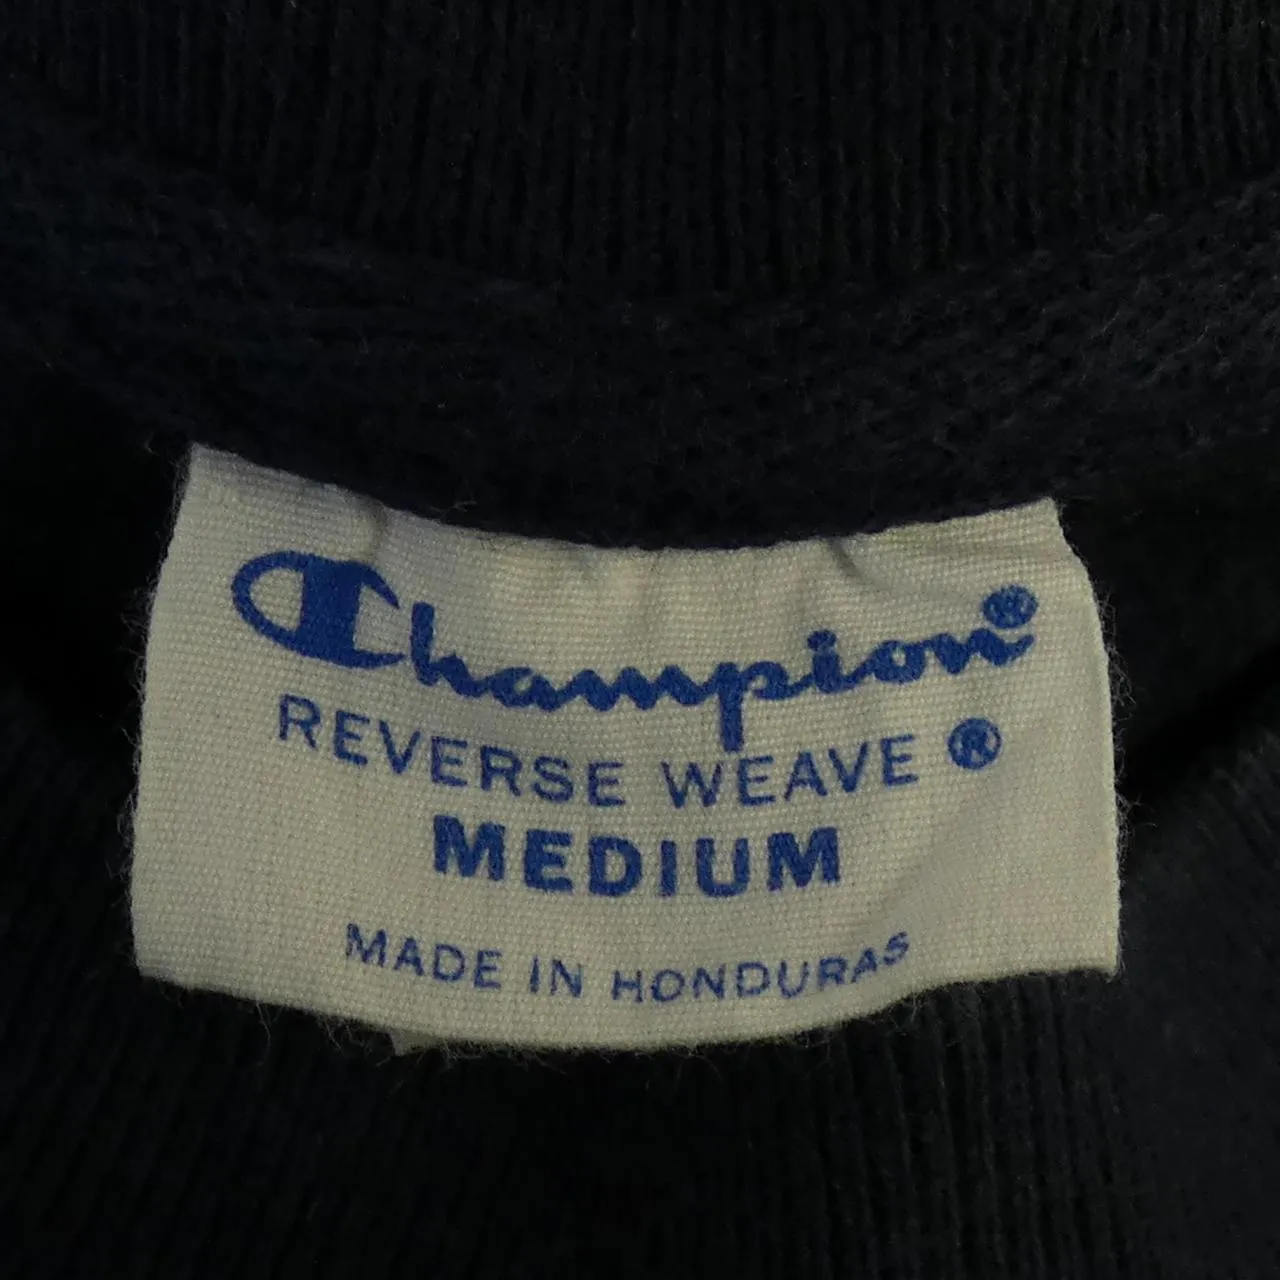 Champion®
REVERSE WEAVE ®
MEDIUM
MADE IN HONDURAS